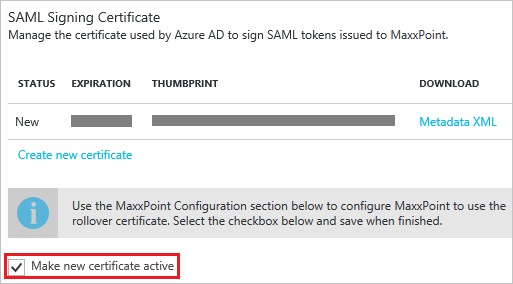 SAML Signing Certificate
Manage the certificate used by Azure AD to sign SAML tokens issued to MaxxPoint.
STATUS EXPIRATION THUMBPRINT DOWNLOAD
New Metadata XML
Create new certificate
Use the MaxxPoint Configuration section below to configure MaxxPoint to use the
rollover certificate. Select the checkbox below and save when finished.
Make new certificate active